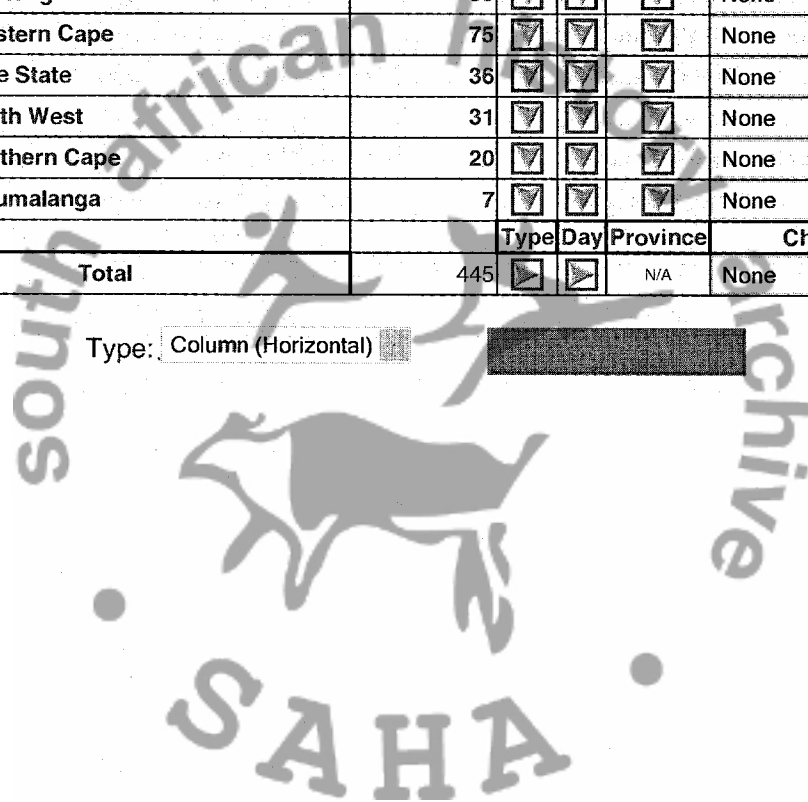 stern Cape 75 None
e State 36 None
th West 31 None
thern Cape 20 None
umalanga 7 None
Type Day Province Ch
Total 445 N/A None
Type: Column (Horizontal)
south african history archive
SAHA